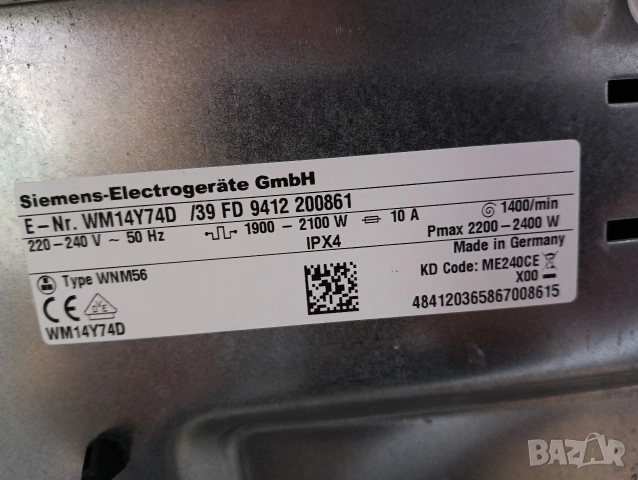 Siemens-Electrogeräte GmbH
E-Nr. WM14Y74D /39 FD 9412 200861
220-240 V ~ 50 Hz 1900-2100 W 10 A 1400/min
IPX4 Pmax 2200-2400 W
Made in Germany
Type WNM56 KD Code: ME240CE
X00
CE
WM14Y74D
484120365867008615
BAZAR